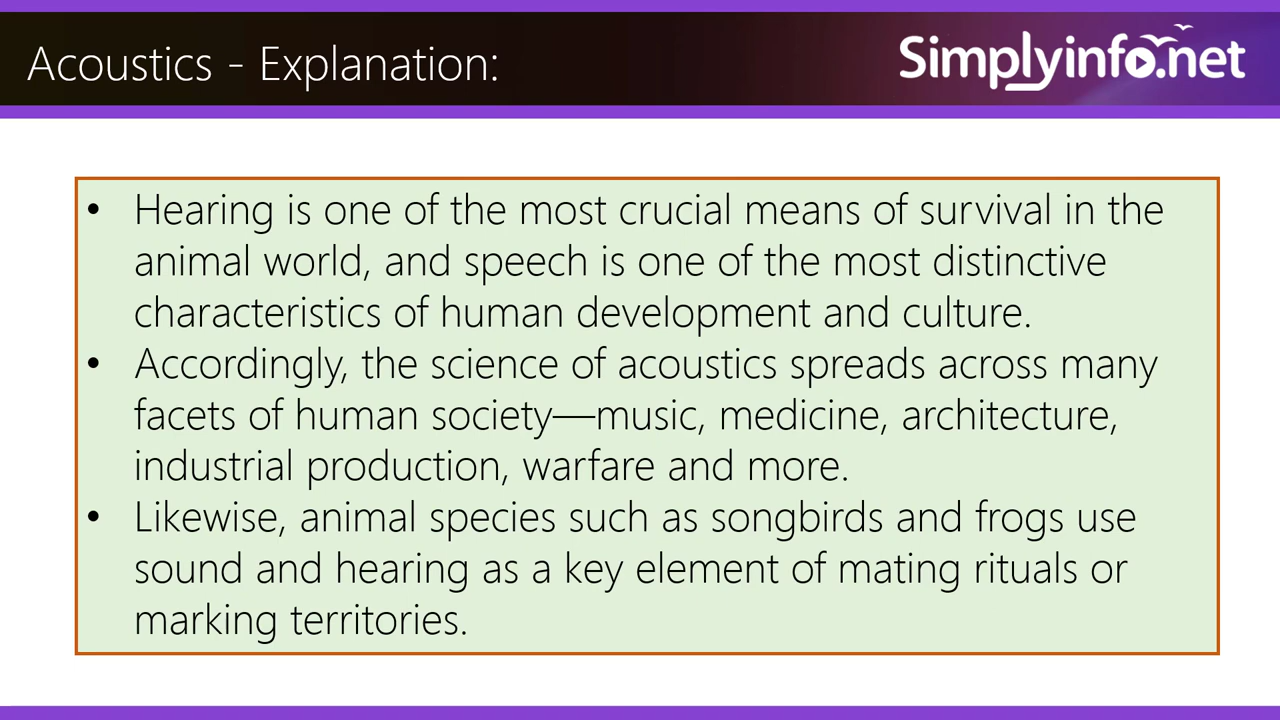 Acoustics - Explanation:
Simplyinfo.net
• Hearing is one of the most crucial means of survival in the
animal world, and speech is one of the most distinctive
characteristics of human development and culture.
• Accordingly, the science of acoustics spreads across many
facets of human society—music, medicine, architecture,
industrial production, warfare and more.
• Likewise, animal species such as songbirds and frogs use
sound and hearing as a key element of mating rituals or
marking territories.